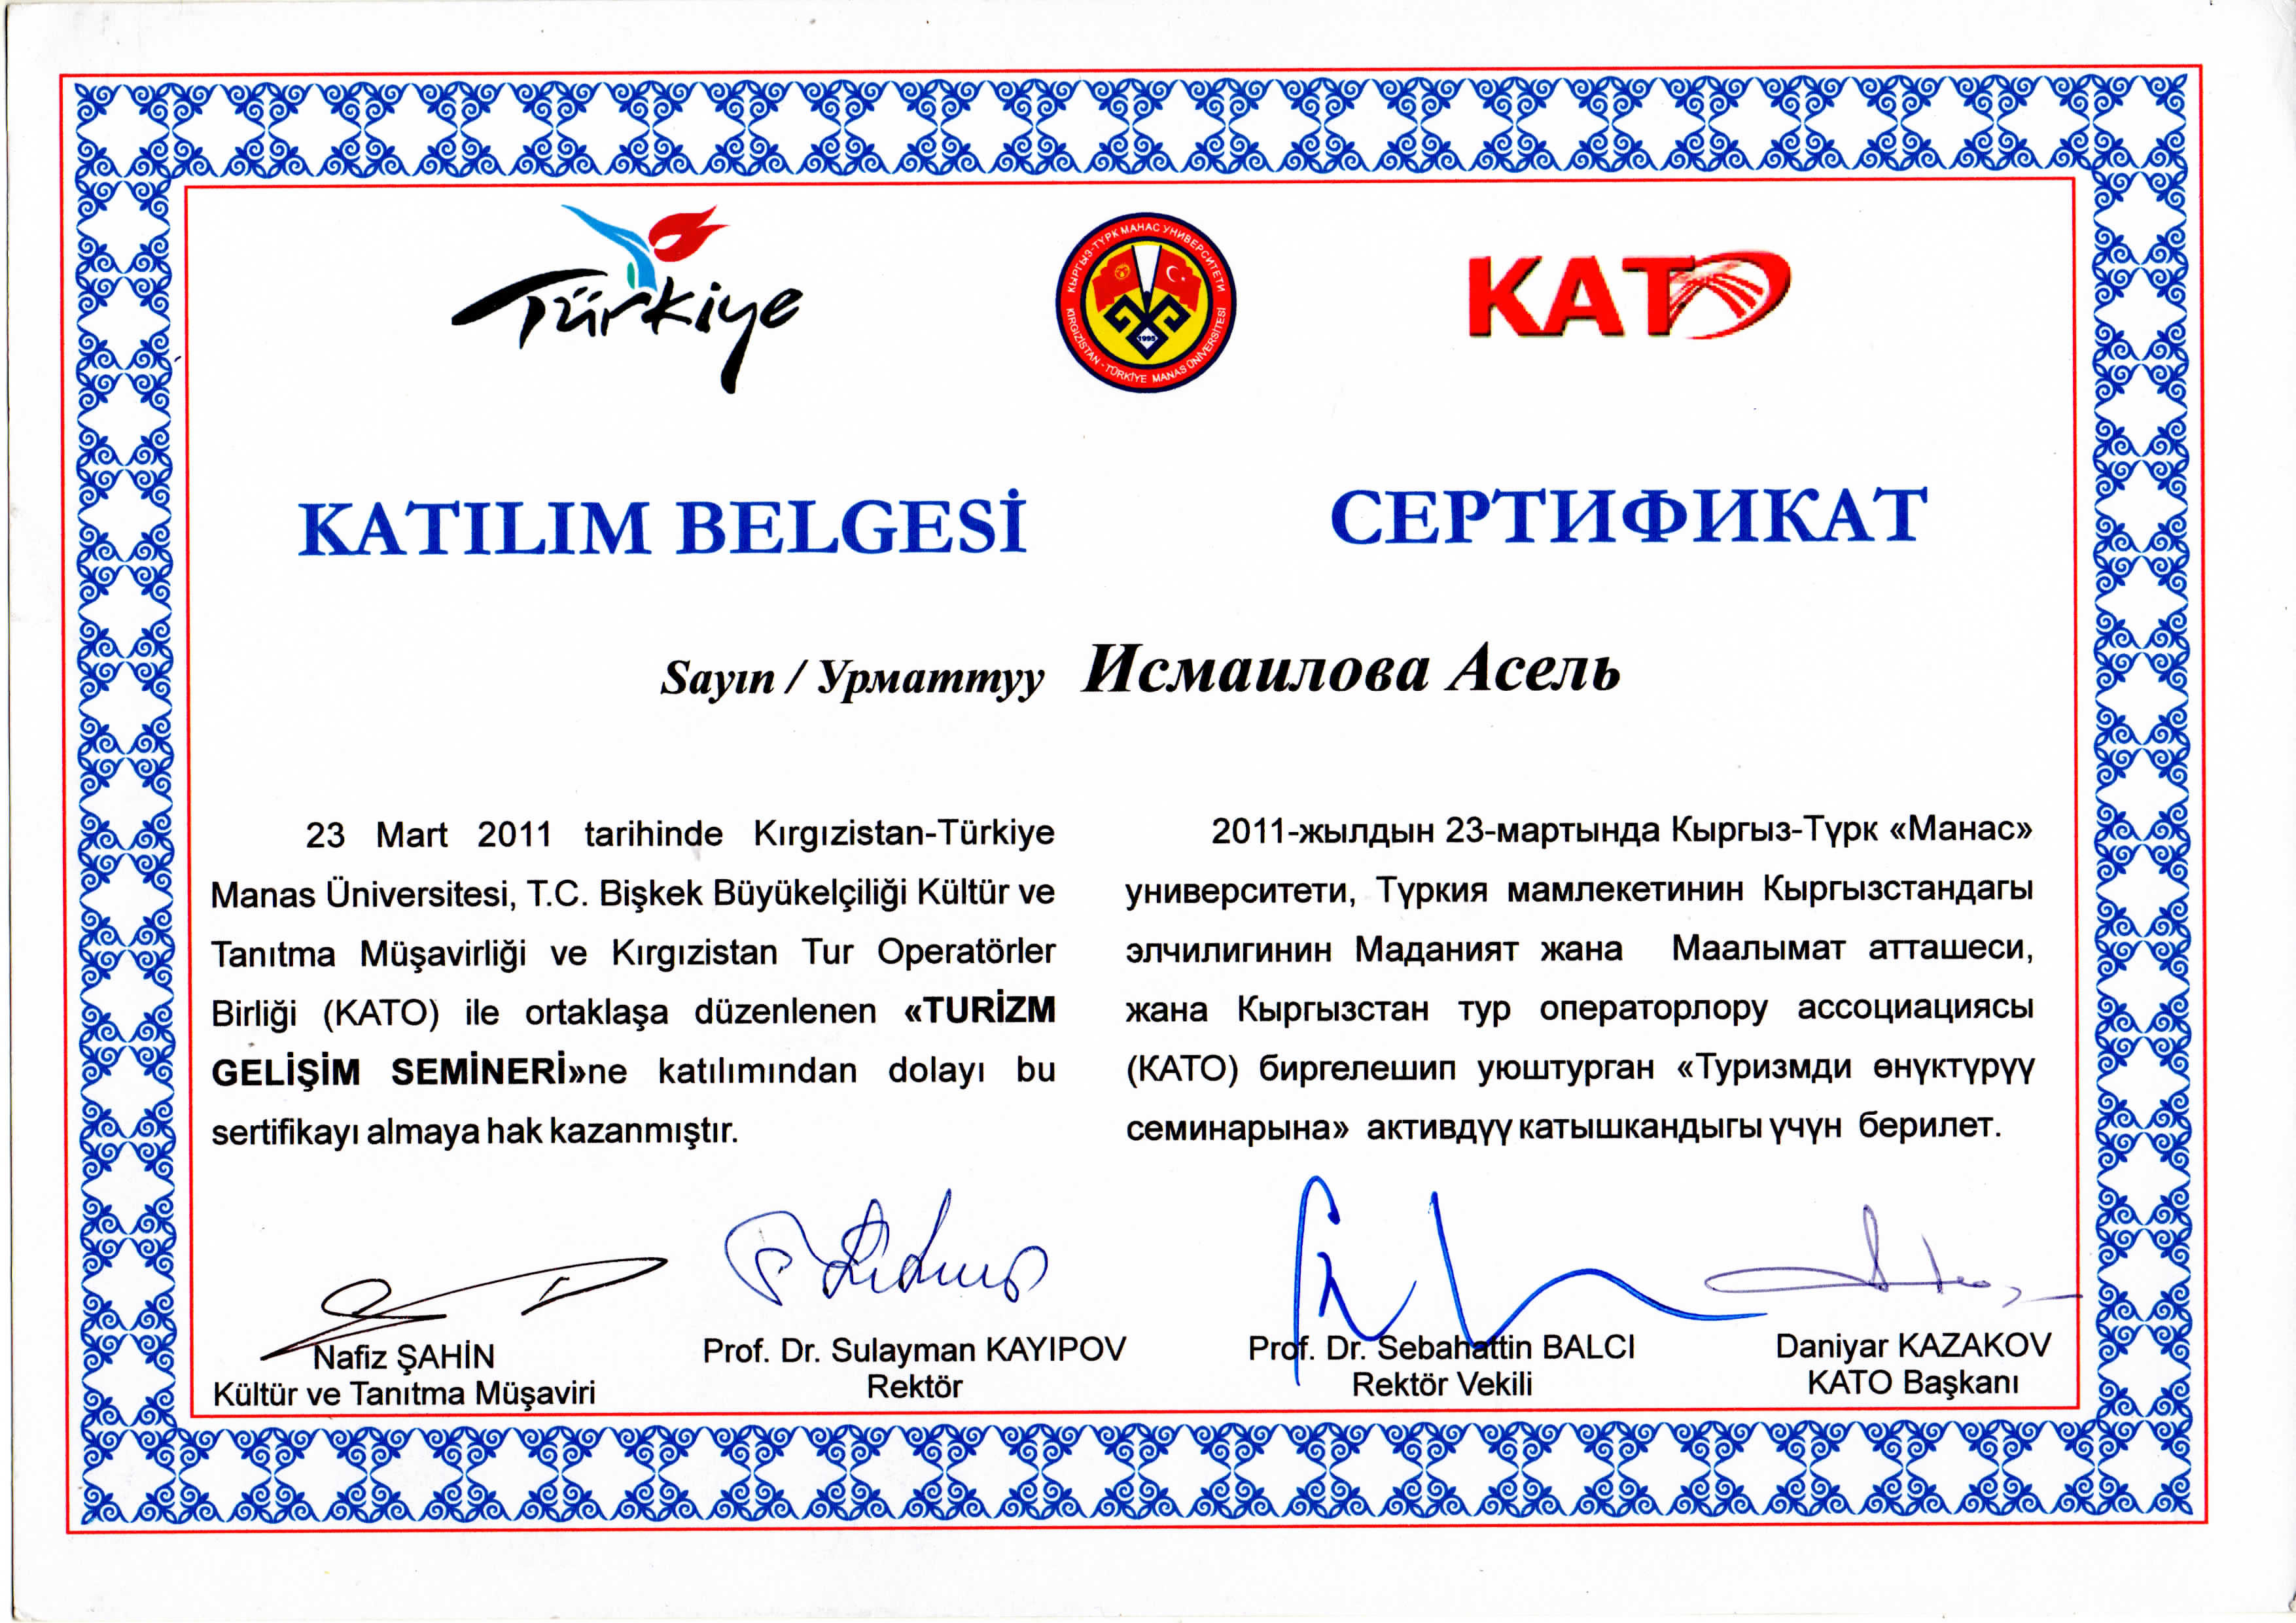 Türkiye
КЫРГЫЗ-ТҮРК МАНАС УНИВЕРСИТЕТИ
KIRGIZİSTAN - TÜRKİYE MANAS ÜNİVERSİTESİ
1995
KATO
KATILIM BELGESİ
СЕРТИФИКАТ
Sayın / Урматтуу Исмаилова Асель
23 Mart 2011 tarihinde Kırgızistan-Türkiye
Manas Üniversitesi, T.C. Bişkek Büyükelçiliği Kültür ve
Tanıtma Müşavirliği ve Kırgızistan Tur Operatörler
Birliği (KATO) ile ortaklaşa düzenlenen «TURİZM
GELİŞİM SEMİNERİ»ne katılımından dolayı bu
sertifikayı almaya hak kazanmıştır.
2011-жылдын 23-мартында Кыргыз-Түрк «Манас»
университети, Түркия мамлекетинин Кыргызстандагы
элчилигинин Маданият жана Маалымат атташеси,
жана Кыргызстан тур операторлору ассоциациясы
(КАТО) биргелешип уюштурган «Туризмди өнүктүрүү
семинарына» активдүү катышкандыгы үчүн берилет.
Nafiz ŞAHİN
Kültür ve Tanıtma Müşaviri
Prof. Dr. Sulayman KAYIPOV
Rektör
Prof. Dr. Sebahattin BALCI
Rektör Vekili
Daniyar KAZAKOV
KATO Başkanı